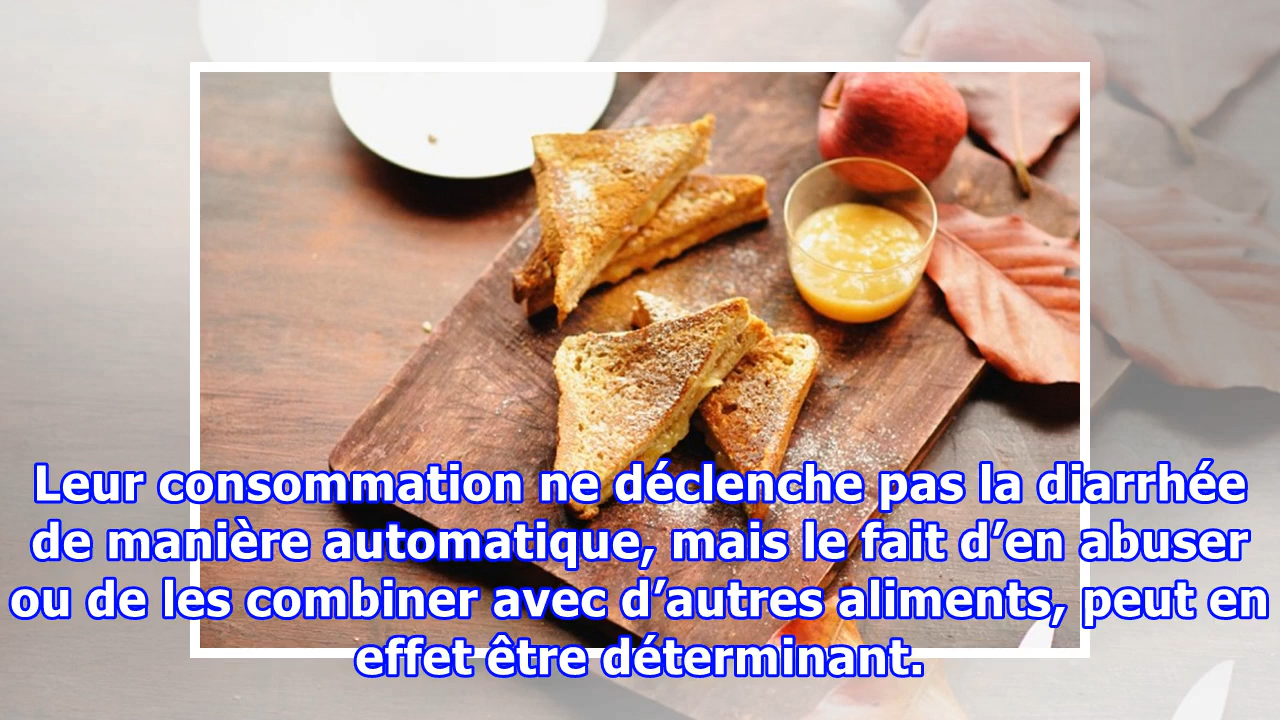 Leur consommation ne déclenche pas la diarrhée
de manière automatique, mais le fait d’en abuser
ou de les combiner avec d’autres aliments, peut en
effet être déterminant.